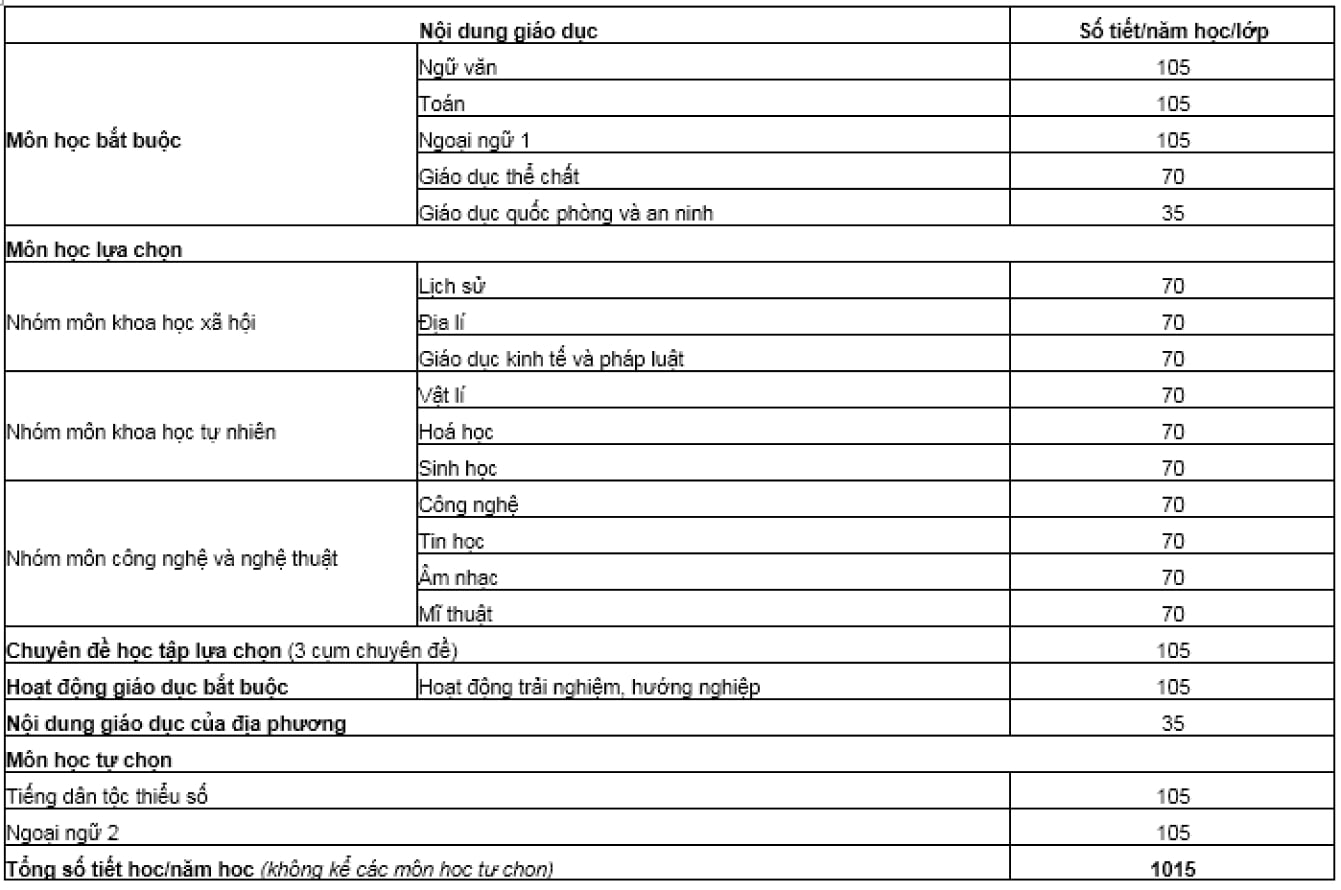 Nội dung giáo dục Số tiết/năm học/lớp
Môn học bắt buộc
Ngữ văn 105
Toán 105
Ngoại ngữ 1 105
Giáo dục thể chất 70
Giáo dục quốc phòng và an ninh 35
Môn học lựa chọn
Nhóm môn khoa học xã hội
Lịch sử 70
Địa lí 70
Giáo dục kinh tế và pháp luật 70
Nhóm môn khoa học tự nhiên
Vật lí 70
Hoá học 70
Sinh học 70
Nhóm môn công nghệ và nghệ thuật
Công nghệ 70
Tin học 70
Âm nhạc 70
Mĩ thuật 70
Chuyên đề học tập lựa chọn (3 cụm chuyên đề) 105
Hoạt động giáo dục bắt buộc Hoạt động trải nghiệm, hướng nghiệp 105
Nội dung giáo dục của địa phương 35
Môn học tự chọn
Tiếng dân tộc thiểu số 105
Ngoại ngữ 2 105
Tổng số tiết học/năm học (không kể các môn học tự chọn) 1015